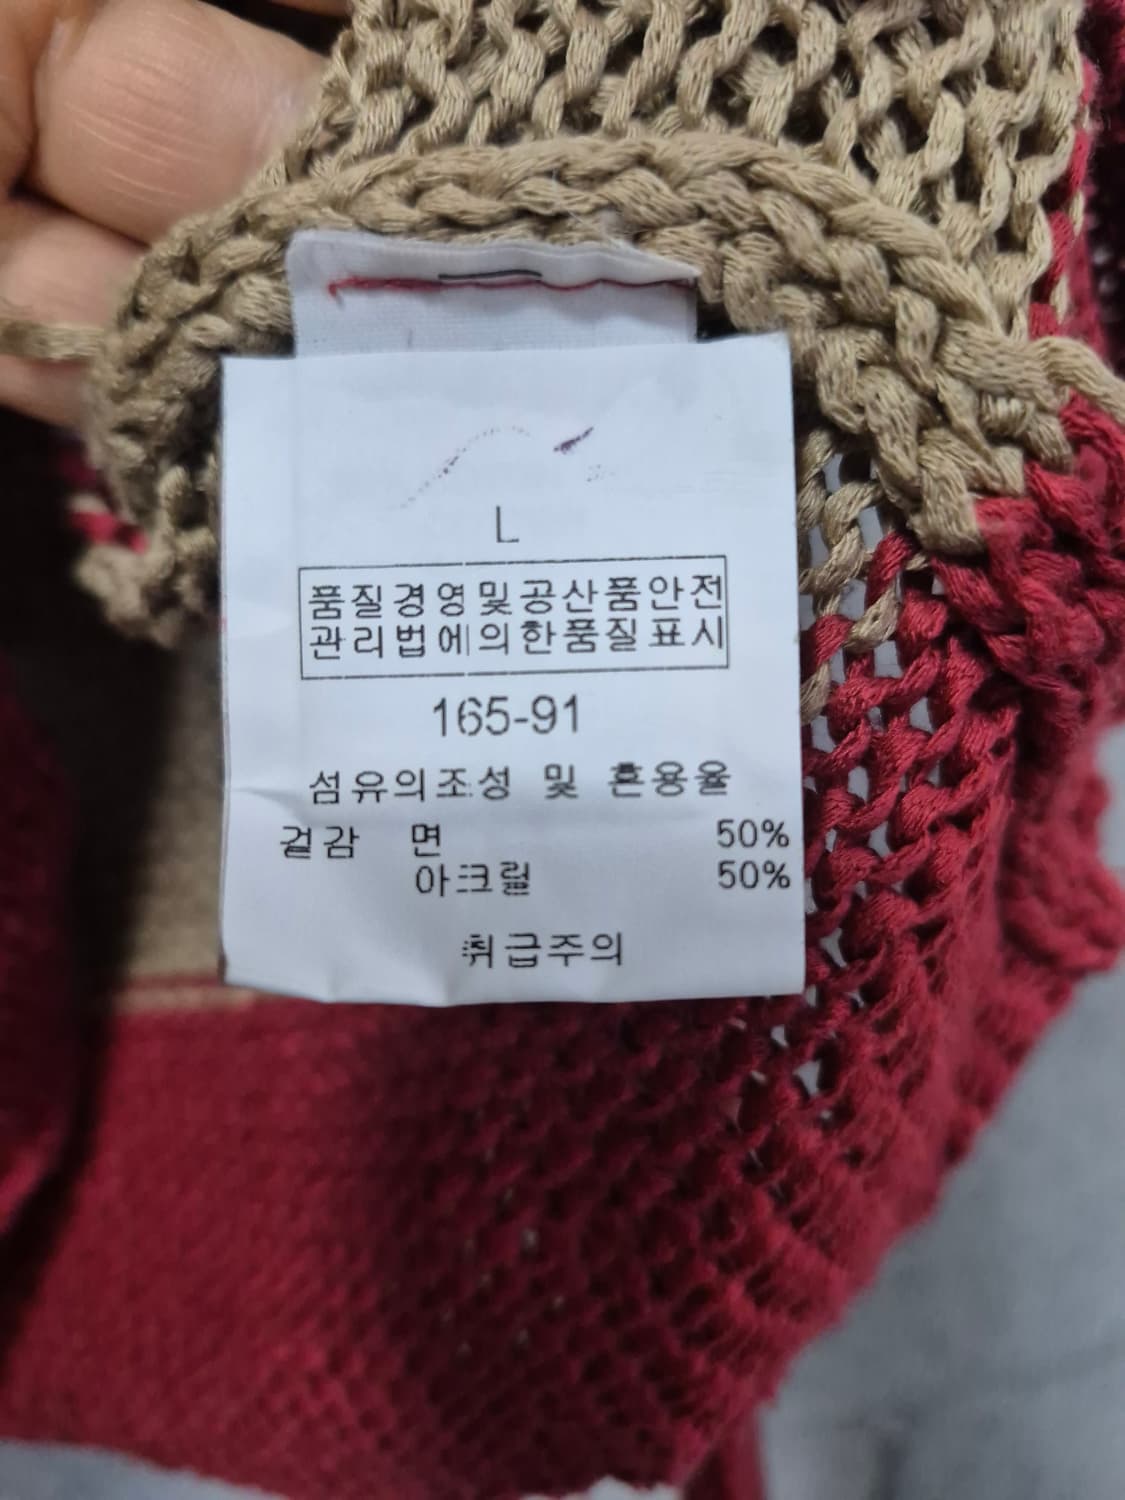 L
품질경영및공산품안전
관리법에의한품질표시
165-91
섬유의조성 및 혼용율
겉감 면 50%
아크릴 50%
취급주의